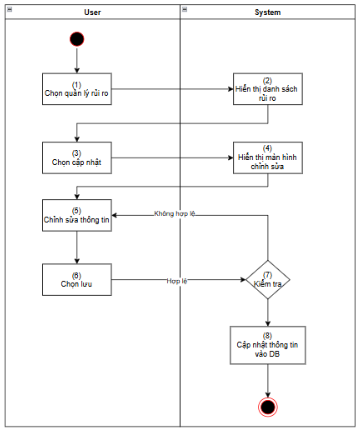 User
System
(1)
Chọn quản lý rủi ro
(2)
Hiển thị danh sách
rủi ro
(3)
Chọn cập nhật
(4)
Hiển thị màn hình
chỉnh sửa
(5)
Chỉnh sửa thông tin
Không hợp lệ
(6)
Chọn lưu
Hợp lệ
(7)
Kiểm tra
(8)
Cập nhật thông tin
vào DB